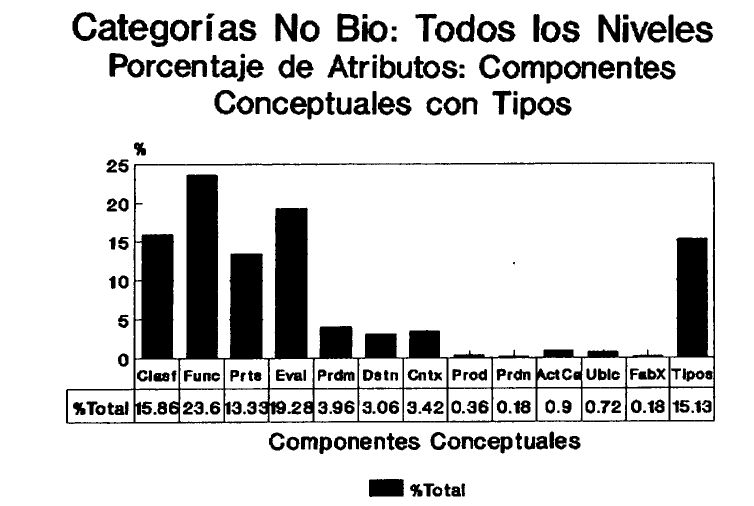 Categorías No Bio: Todos los Niveles
Porcentaje de Atributos: Componentes
Conceptuales con Tipos
%
25
20
15
10
5
0
Clasf Func Prts Eval Prdm Dstn Cntx Prod Prdn ActCa Ubic FabX Tipos
%Total 15.86 23.6 13.33 19.28 3.96 3.06 3.42 0.36 0.18 0.9 0.72 0.18 15.13
Componentes Conceptuales
%Total